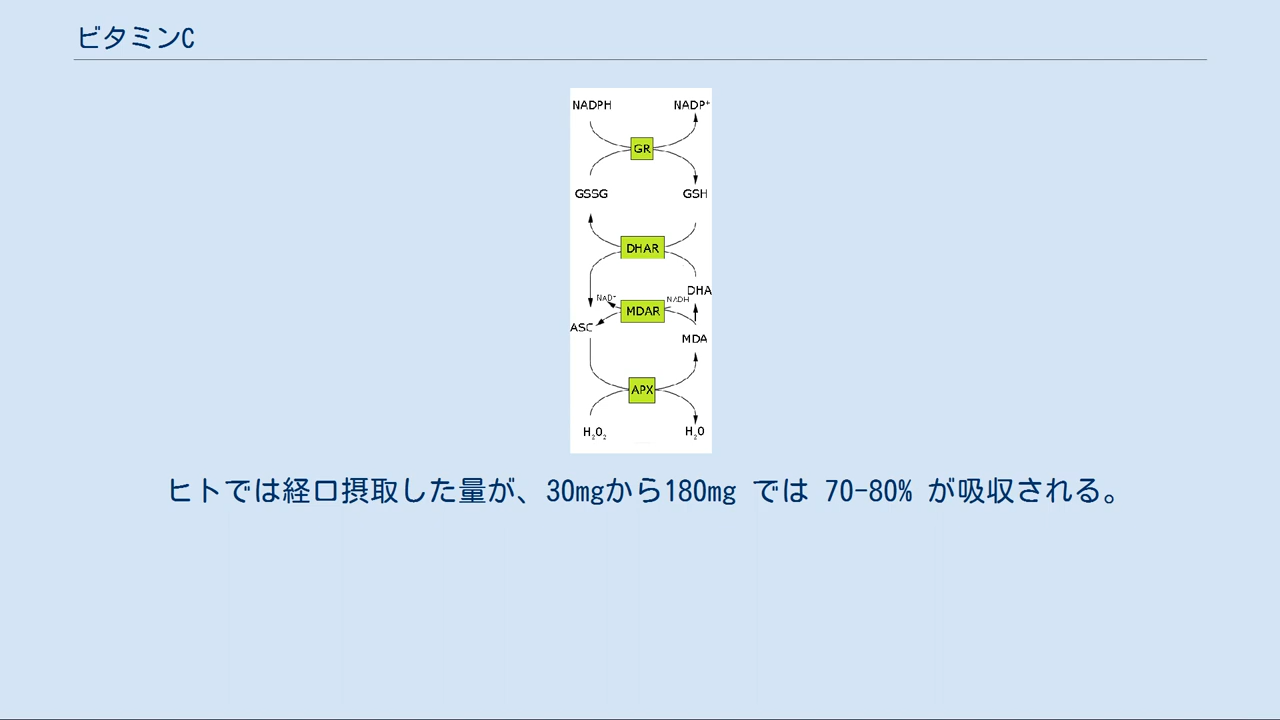 ビタミンC
NADPH NADP⁺
GR
GSSG GSH
DHAR
DHA
NAD⁺ NADH
MDAR
ASC
MDA
APX
H₂O₂ H₂O
ヒトでは経口摂取した量が、30mgから180mg では 70-80% が吸収される。